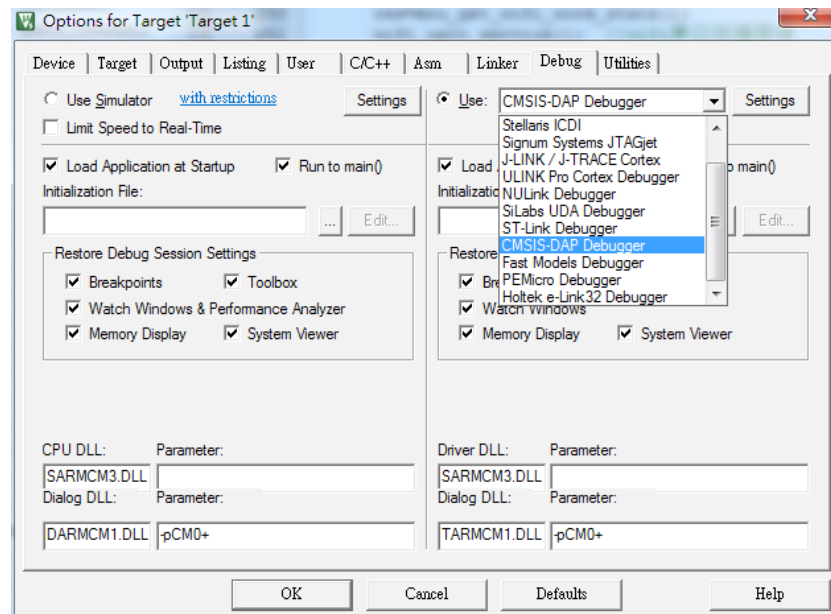 Options for Target 'Target 1'
Device | Target | Output | Listing | User | C/C++ | Asm | Linker | Debug | Utilities
Use Simulator with restrictions Settings
Limit Speed to Real-Time
Load Application at Startup Run to main()
Initialization File:
... Edit...
Restore Debug Session Settings
Breakpoints Toolbox
Watch Windows & Performance Analyzer
Memory Display System Viewer
CPU DLL: Parameter:
SARMCM3.DLL
Dialog DLL: Parameter:
DARMCM1.DLL -pCM0+
Use: CMSIS-DAP Debugger Settings
Stellaris ICDI
Signum Systems JTAGjet
J-LINK / J-TRACE Cortex
ULINK Pro Cortex Debugger
NULink Debugger
SiLabs UDA Debugger
ST-Link Debugger
CMSIS-DAP Debugger
Fast Models Debugger
PEMicro Debugger
Holtek e-Link32 Debugger
Load main()
Edit...
Restore
Watch Windows
Memory Display System Viewer
Driver DLL: Parameter:
SARMCM3.DLL
Dialog DLL: Parameter:
TARMCM1.DLL -pCM0+
OK Cancel Defaults Help